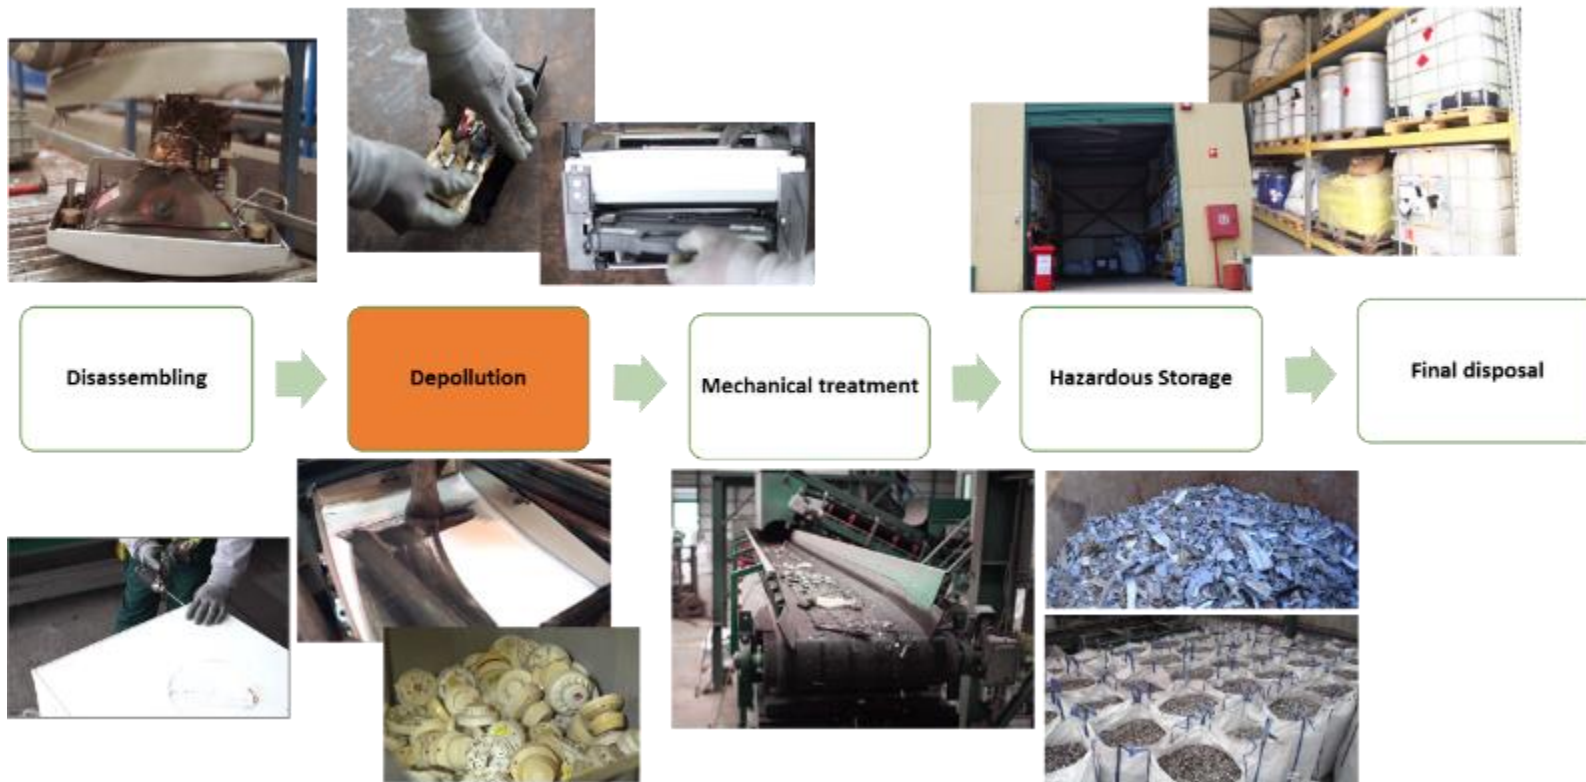 Disassembling
Depollution
Mechanical treatment
Hazardous Storage
Final disposal